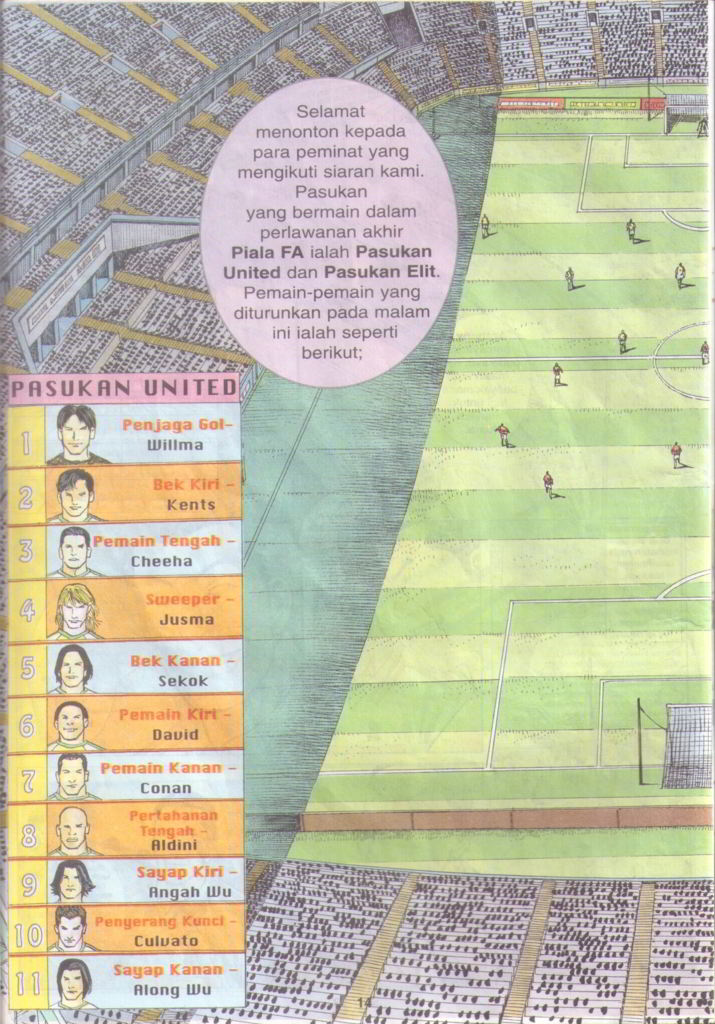 Selamat
menonton kepada
para peminat yang
mengikuti siaran kami.
Pasukan
yang bermain dalam
perlawanan akhir
Piala FA ialah Pasukan
United dan Pasukan Elit.
Pemain-pemain yang
diturunkan pada malam
ini ialah seperti
berikut;
PASUKAN UNITED
1 Penjaga Gol–
Willma
2 Bek Kiri –
Kents
3 Pemain Tengah –
Cheeha
4 Sweeper –
Jusma
5 Bek Kanan –
Sekok
6 Pemain Kiri –
David
7 Pemain Kanan –
Conan
8 Pertahanan
Tengah –
Aldini
9 Sayap Kiri –
Angah Wu
10 Penyerang Kunci –
Culvato
11 Sayap Kanan –
Along Wu